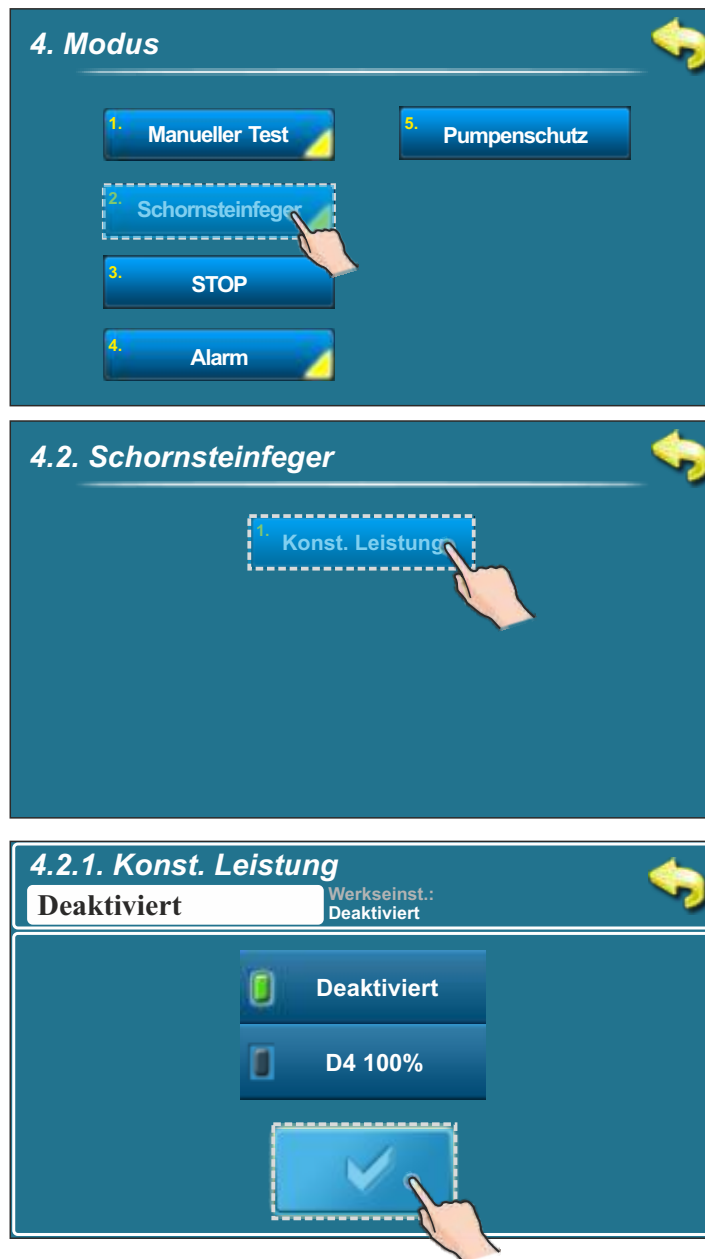 4. Modus
1. Manueller Test
5. Pumpenschutz
2. Schornsteinfeger
3. STOP
4. Alarm
4.2. Schornsteinfeger
1. Konst. Leistung
4.2.1. Konst. Leistung
Deaktiviert
Werkseinst.:
Deaktiviert
Deaktiviert
D4 100%